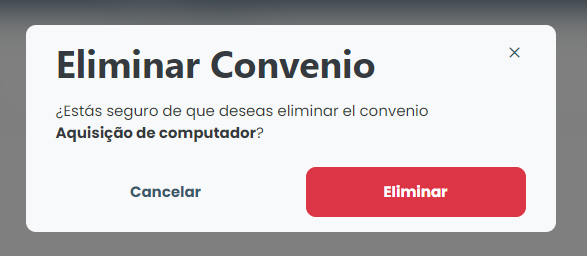 Eliminar Convenio
¿Estás seguro de que deseas eliminar el convenio
Aquisição de computador?
Cancelar
Eliminar